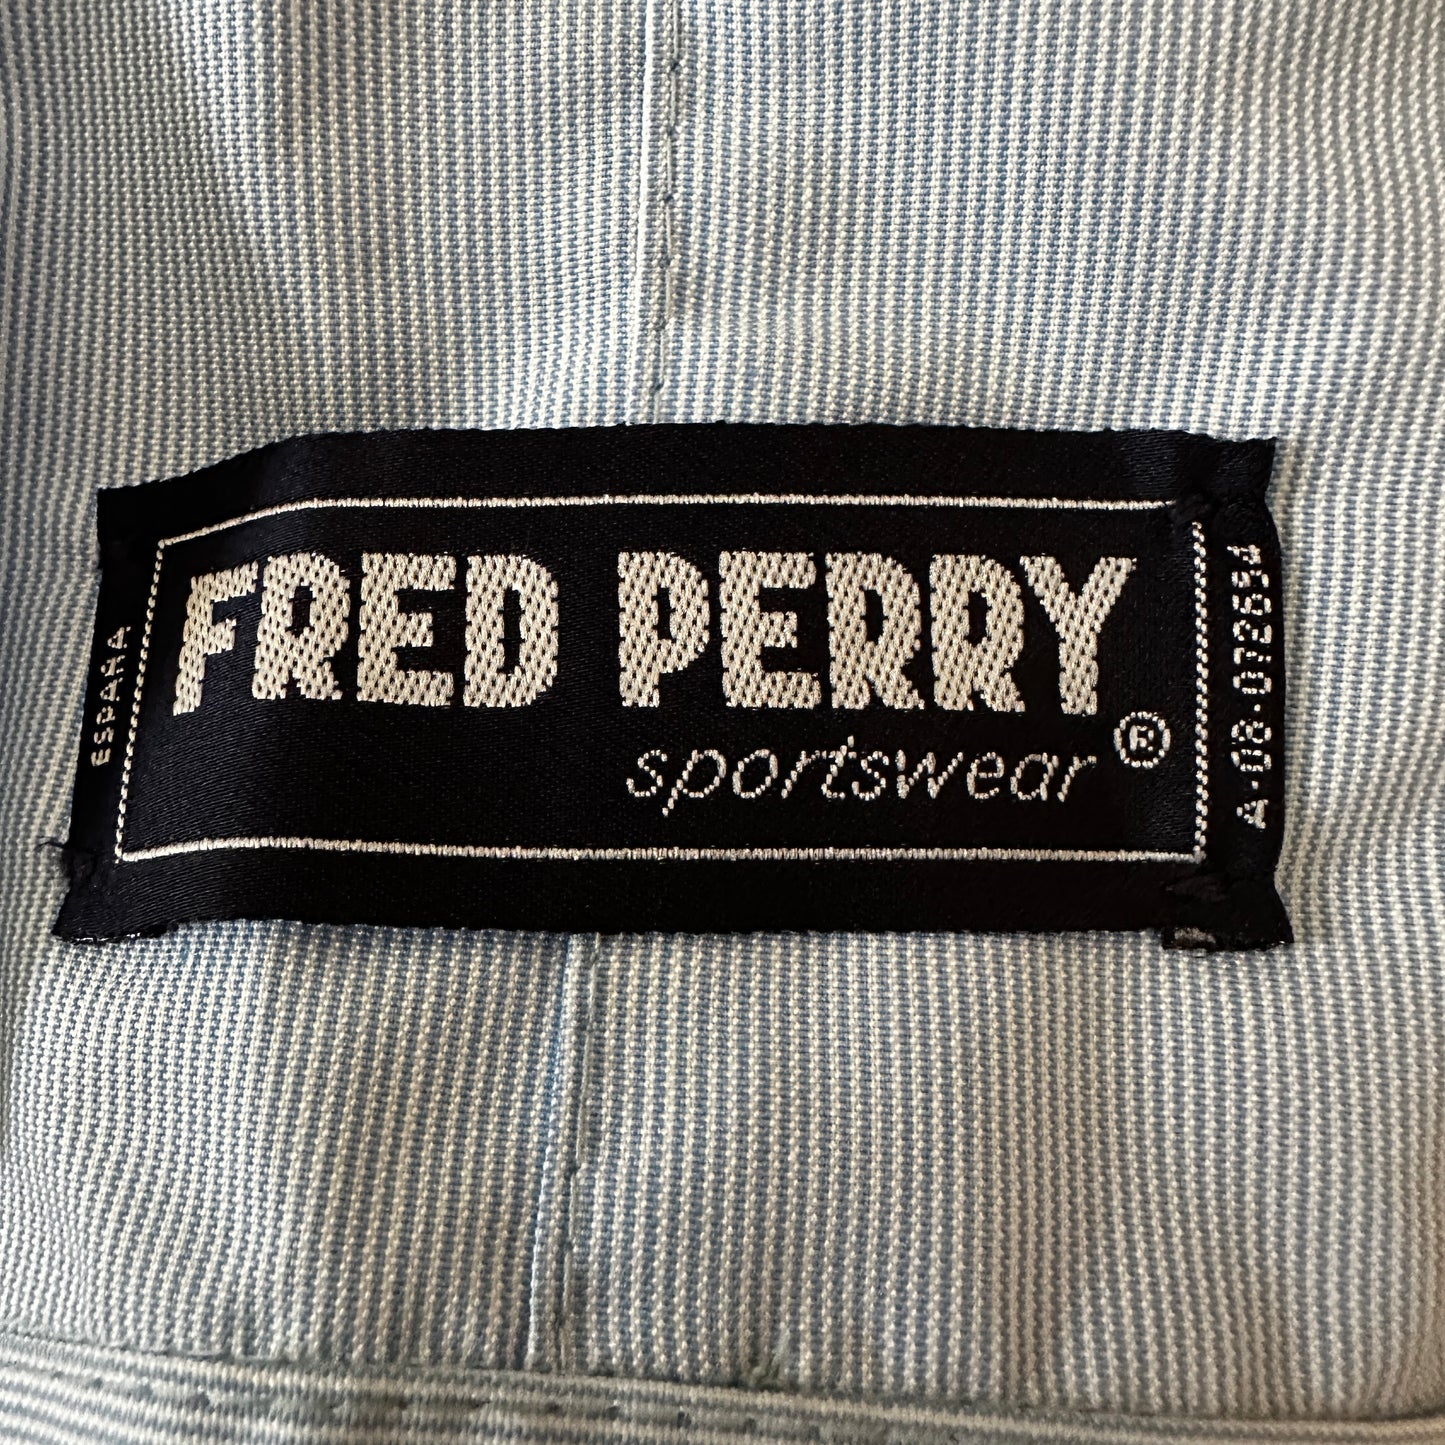 ESPAÑA
FRED PERRY
sportswear ®
A-08-072654